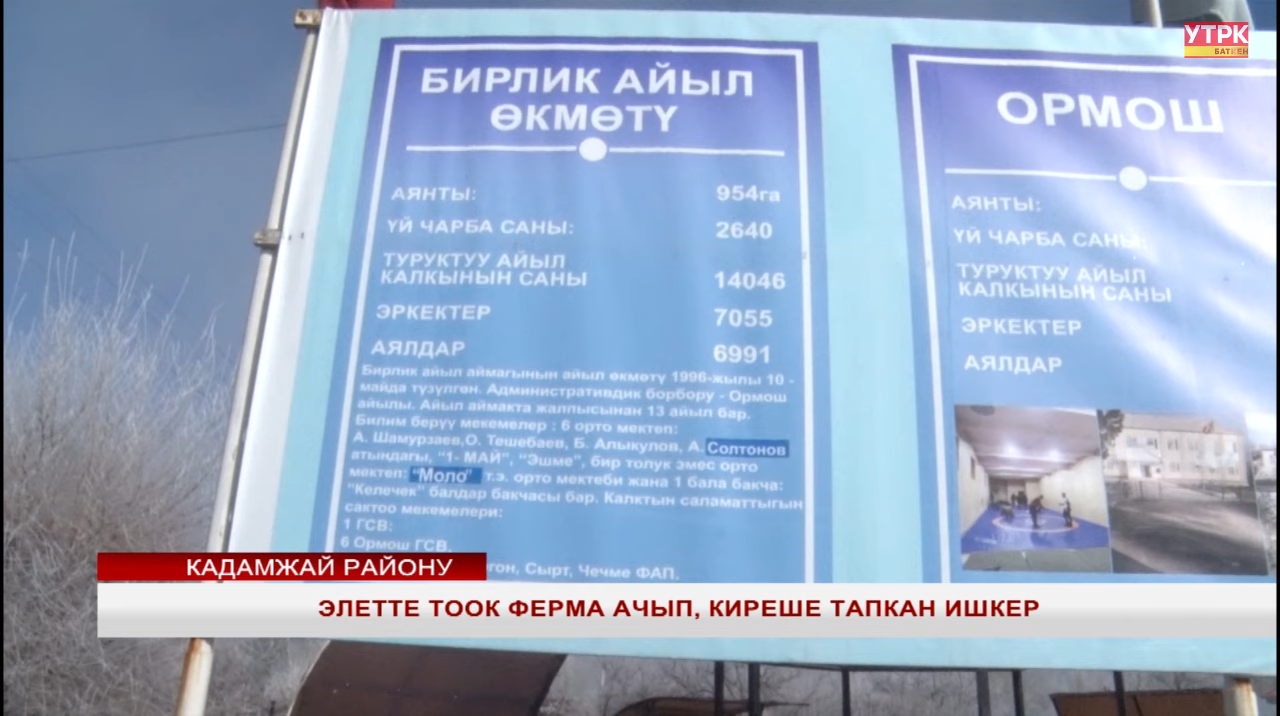 УТРК
БАТКЕН
БИРЛИК АЙЫЛ
ӨКМӨТҮ
АЯНТЫ: 954га
ҮЙ ЧАРБА САНЫ: 2640
ТУРУКТУУ АЙЫЛ
КАЛКЫНЫН САНЫ 14046
ЭРКЕКТЕР 7055
АЯЛДАР 6991
Бирлик айыл аймагынын айыл өкмөтү 1996-жылы 10 -
майда түзүлгөн. Административдик борбору - Ормош
айылы. Айыл аймакта жалпысынан 13 айыл бар.
Билим берүү мекемелер : 6 орто мектеп:
А. Шамурзаев,О. Тешебаев, Б. Алыкулов, А. Солтонов
атындагы, "1- МАЙ", "Эшме", бир толук эмес орто
мектеп: "Моло" т.э. орто мектеби жана 1 бала бакча:
"Келечек" балдар бакчасы бар. Калктын саламаттыгын
сактоо мекемелери:
1 ГСВ:
6 Ормош ГСВ.
гон, Сырт, Чечме ФАП.
ОРМОШ
АЯНТЫ:
ҮЙ ЧАРБА САНЫ:
ТУРУКТУУ АЙЫЛ
КАЛКЫНЫН САНЫ
ЭРКЕКТЕР
АЯЛДАР
КАДАМЖАЙ РАЙОНУ
ЭЛЕТТЕ ТООК ФЕРМА АЧЫП, КИРЕШЕ ТАПКАН ИШКЕР